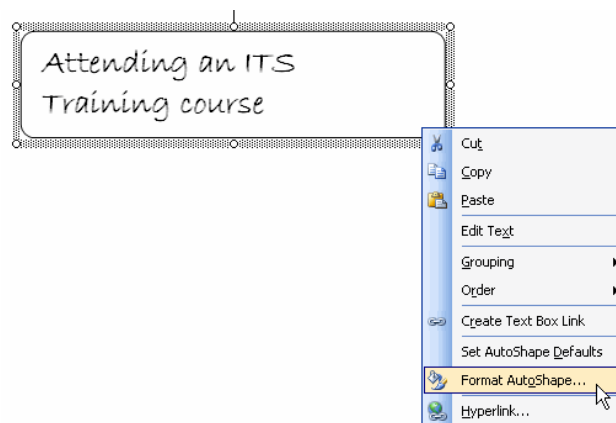 Attending an ITS
Training course
Cut
Copy
Paste
Edit Text
Grouping
Order
Create Text Box Link
Set AutoShape Defaults
Format AutoShape...
Hyperlink...